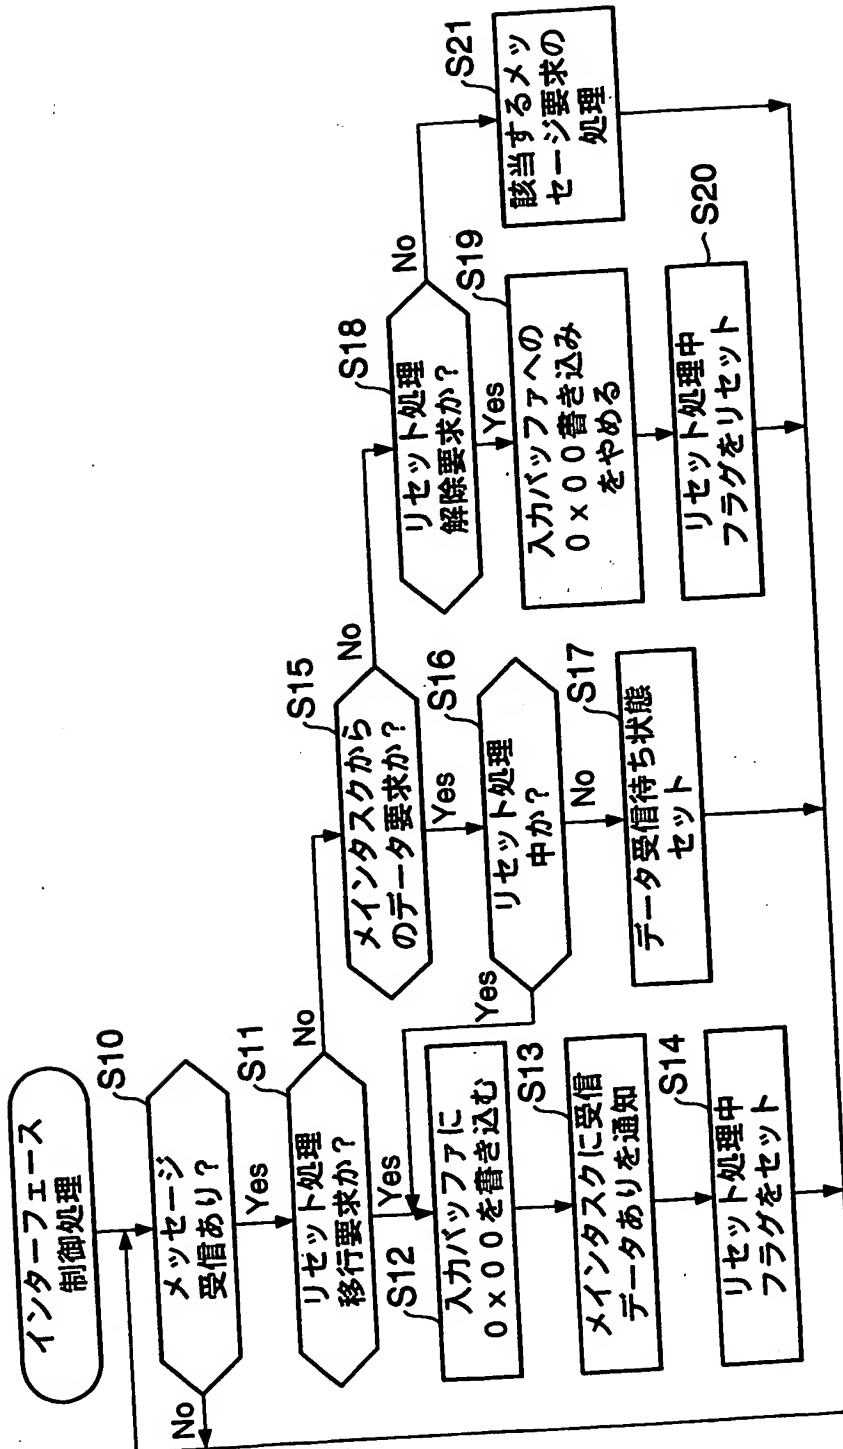 インターフェース
制御処理
S10
メッセージ
受信あり?
No
Yes
S11
リセット処理
移行要求か?
No
Yes
S12
入力バッファに
0×00を書き込む
S13
メインタスクに受信
データありを通知
S14
リセット処理中
フラグをセット
S15
メインタスクから
のデータ要求か?
No
Yes
S16
リセット処理
中か?
Yes
No
S17
データ受信待ち状態
セット
S18
リセット処理
解除要求か?
No
Yes
S19
入力バッファへの
0×00書き込み
をやめる
S20
リセット処理中
フラグをリセット
S21
該当するメッ
セージ要求の
処理